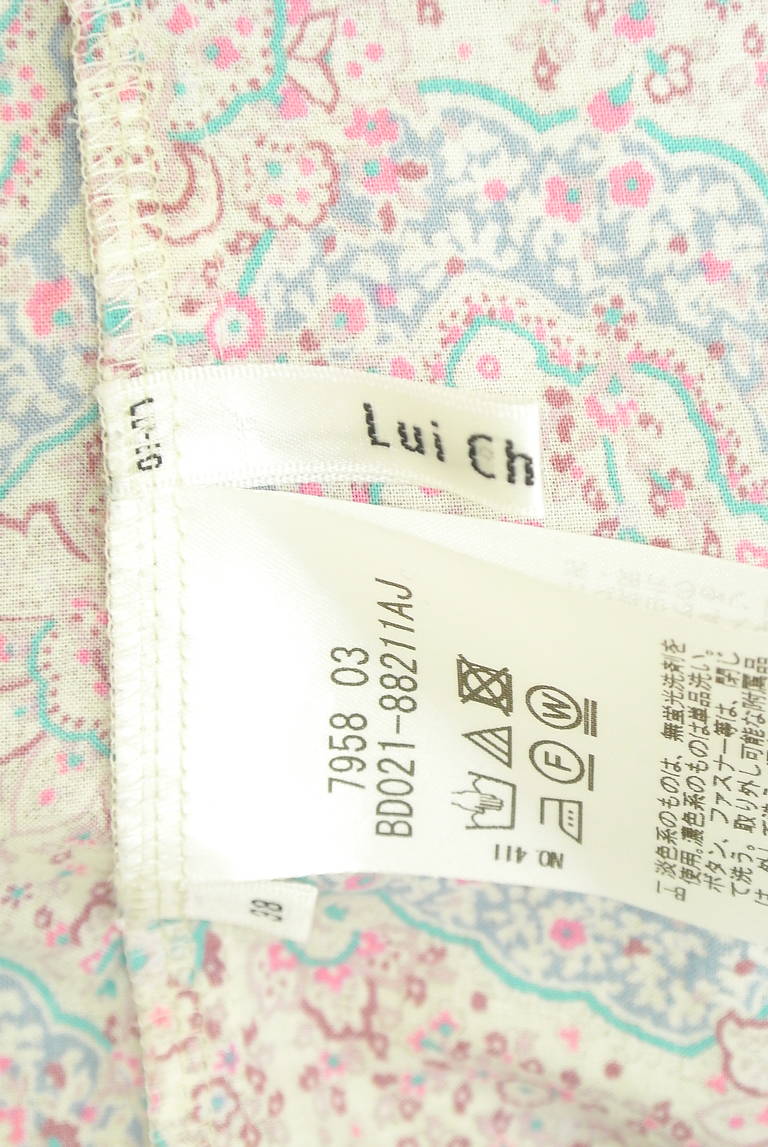 Lui Ch
7958 03
BD021-88211AJ
W
F
NO.411
淡色系のものは、無蛍光洗剤を
使用。濃色系のものは単品洗い。
ボタン、ファスナー等は、閉じ
て洗う。取り外し可能な附属品
は、外し
38